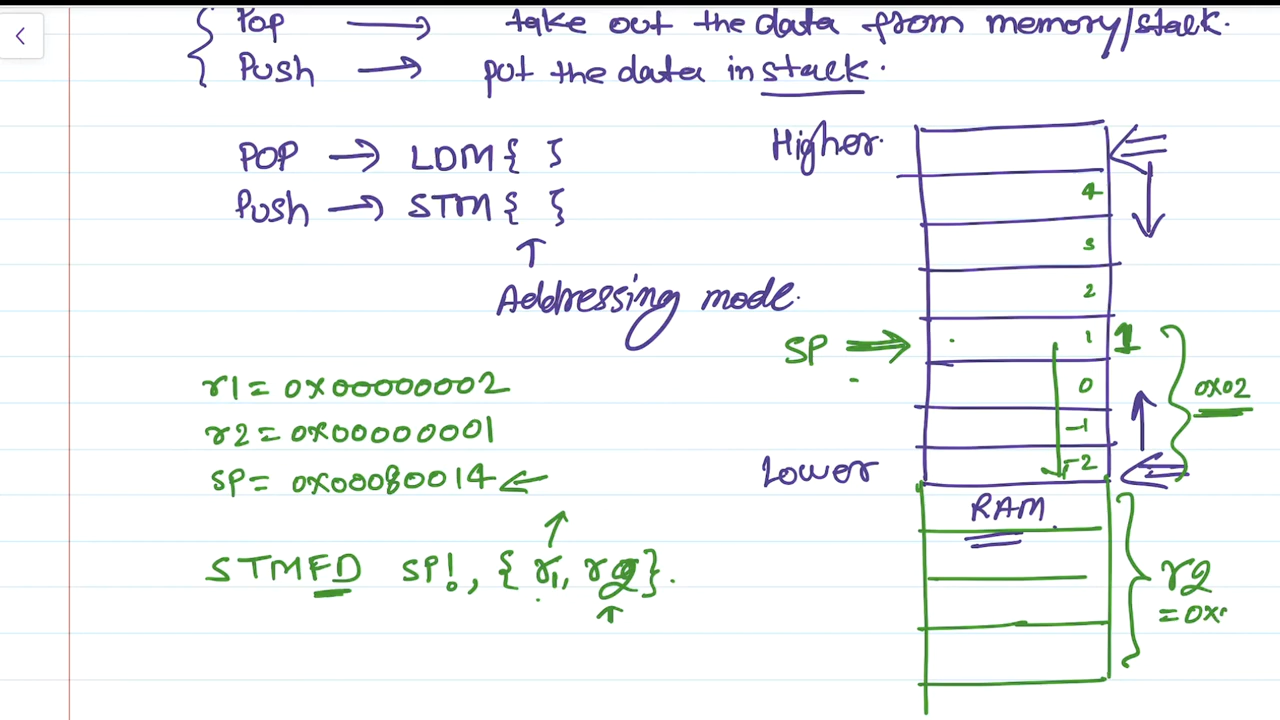 Pop → take out the data from memory/stack.
Push → put the data in stack.
POP → LDM { }
Push → STM { }
↑
Addressing mode.
r1 = 0x00000002
r2 = 0x00000001
SP = 0x00080014 ←
STMFD SP!, { r1, r2 }.
Higher
4
3
2
SP ⇒ 1 1
0
-1
Lower -2
0x02
RAM
r2
= 0x